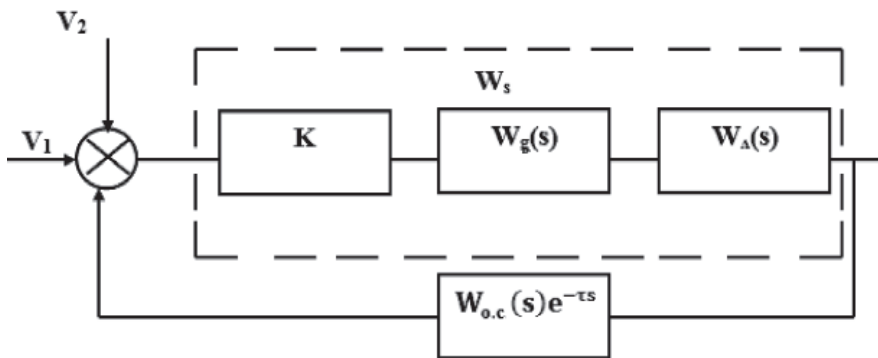 V₂
Wₛ
V₁
K
W_g(s)
W_Δ(s)
W_o.c (s)e^−τs